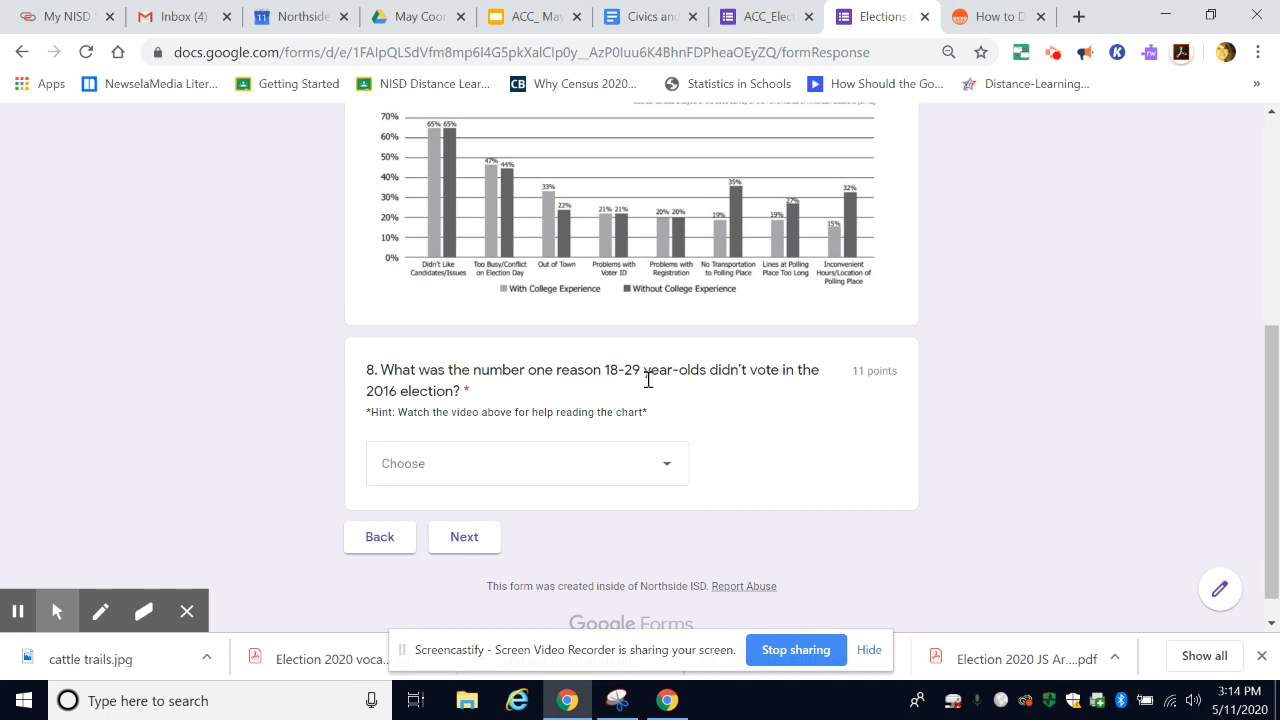 My NISD
Inbox (4)
Northside
May Coor
ACC_ May
Civics and
ACC_Elect
Elections
How to D
docs.google.com/forms/d/e/1FAIpQLSdVfm8mp6l4G5pkXalClp0y__AzP0luu6K4BhnFDPheaOEyZQ/formResponse
Apps
NewselaMedia Liter...
Getting Started
NISD Distance Lear...
Why Census 2020...
Statistics in Schools
How Should the Go...
Distance-Learning...
»
70%
60%
50%
40%
30%
20%
10%
0%
65% 65%
47% 44%
33% 22%
21% 21%
20% 20%
19% 35%
19% 27%
15% 32%
Didn't Like Candidates/Issues
Too Busy/Conflict on Election Day
Out of Town
Problems with Voter ID
Problems with Registration
No Transportation to Polling Place
Lines at Polling Place Too Long
Inconvenient Hours/Location of Polling Place
With College Experience
Without College Experience
8. What was the number one reason 18-29 year-olds didn't vote in the
2016 election? *
11 points
*Hint: Watch the video above for help reading the chart*
Choose
Back
Next
This form was created inside of Northside ISD. Report Abuse
Google Forms
Screencastify - Screen Video Recorder is sharing your screen.
Stop sharing
Hide
cattle trails.jpg
Election 2020 voca...
Election 2020 JS Ar....pdf
Show all
Type here to search
3:14 PM
5/11/2020